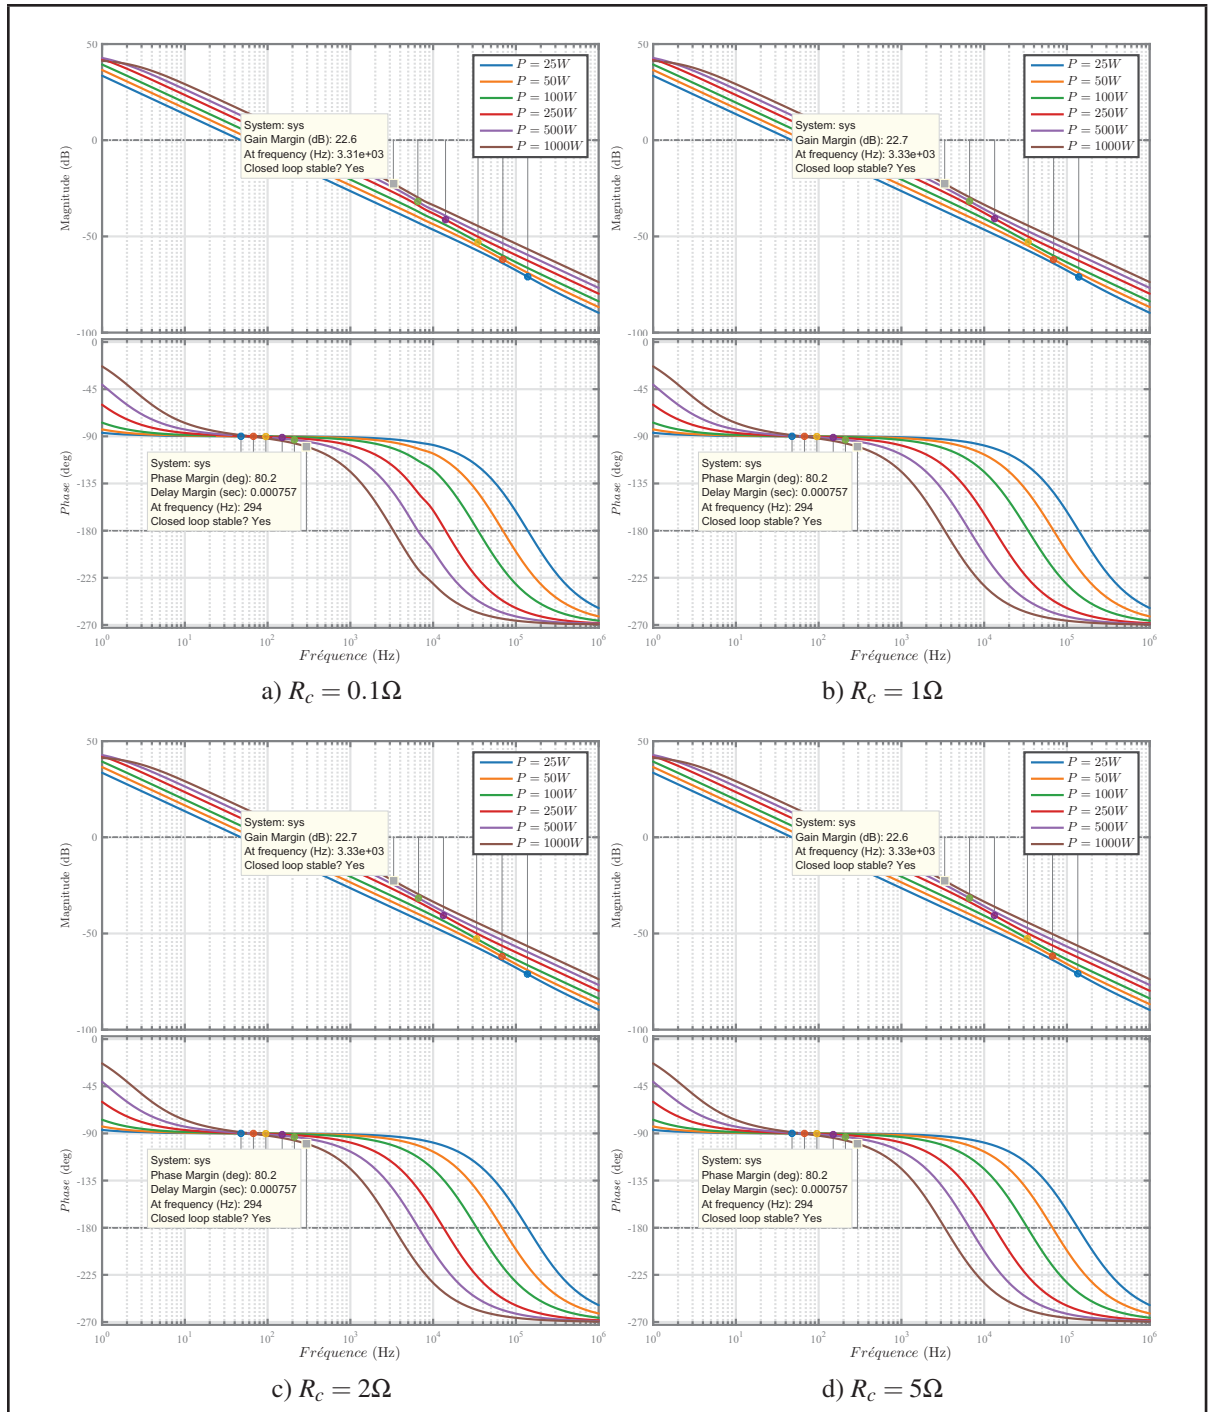 50
0
-50
-100
Magnitude (dB)
P = 25W
P = 50W
P = 100W
P = 250W
P = 500W
P = 1000W
System: sys
Gain Margin (dB): 22.6
At frequency (Hz): 3.31e+03
Closed loop stable? Yes
0
-45
-90
-135
-180
-225
-270
Phase (deg)
System: sys
Phase Margin (deg): 80.2
Delay Margin (sec): 0.000757
At frequency (Hz): 294
Closed loop stable? Yes
10^0 10^1 10^2 10^3 10^4 10^5 10^6
Fréquence (Hz)
a) R_c = 0.1Ω
50
0
-50
-100
Magnitude (dB)
P = 25W
P = 50W
P = 100W
P = 250W
P = 500W
P = 1000W
System: sys
Gain Margin (dB): 22.7
At frequency (Hz): 3.33e+03
Closed loop stable? Yes
0
-45
-90
-135
-180
-225
-270
Phase (deg)
System: sys
Phase Margin (deg): 80.2
Delay Margin (sec): 0.000757
At frequency (Hz): 294
Closed loop stable? Yes
10^0 10^1 10^2 10^3 10^4 10^5 10^6
Fréquence (Hz)
b) R_c = 1Ω
50
0
-50
-100
Magnitude (dB)
P = 25W
P = 50W
P = 100W
P = 250W
P = 500W
P = 1000W
System: sys
Gain Margin (dB): 22.7
At frequency (Hz): 3.33e+03
Closed loop stable? Yes
0
-45
-90
-135
-180
-225
-270
Phase (deg)
System: sys
Phase Margin (deg): 80.2
Delay Margin (sec): 0.000757
At frequency (Hz): 294
Closed loop stable? Yes
10^0 10^1 10^2 10^3 10^4 10^5 10^6
Fréquence (Hz)
c) R_c = 2Ω
50
0
-50
-100
Magnitude (dB)
P = 25W
P = 50W
P = 100W
P = 250W
P = 500W
P = 1000W
System: sys
Gain Margin (dB): 22.6
At frequency (Hz): 3.33e+03
Closed loop stable? Yes
0
-45
-90
-135
-180
-225
-270
Phase (deg)
System: sys
Phase Margin (deg): 80.2
Delay Margin (sec): 0.000757
At frequency (Hz): 294
Closed loop stable? Yes
10^0 10^1 10^2 10^3 10^4 10^5 10^6
Fréquence (Hz)
d) R_c = 5Ω